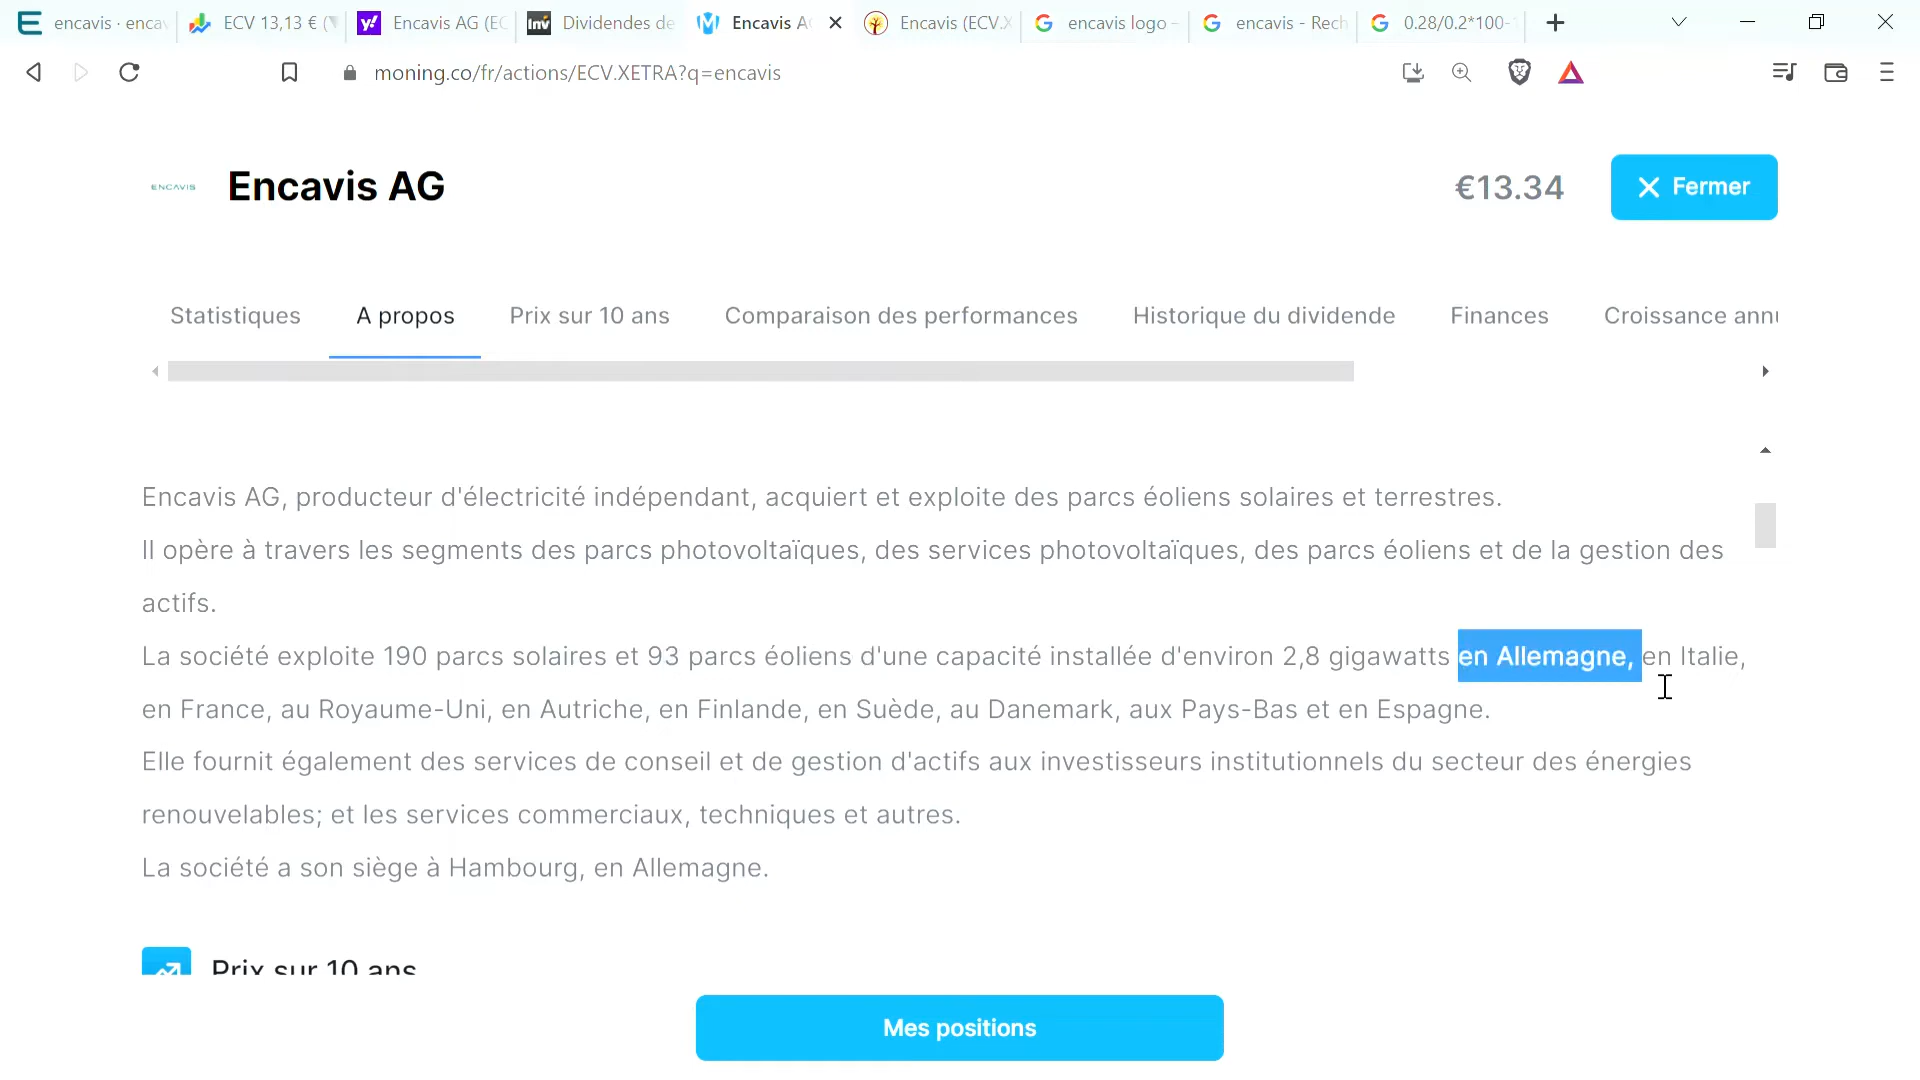 encavis · enca
ECV 13,13 € (
Encavis AG (EC
Dividendes de
Encavis A
Encavis (ECV.X
encavis logo -
encavis - Rech
0.28/0.2*100-
moning.co/fr/actions/ECV.XETRA?q=encavis
ENCAVIS
Encavis AG
€13.34
Fermer
Statistiques
A propos
Prix sur 10 ans
Comparaison des performances
Historique du dividende
Finances
Croissance annu
Encavis AG, producteur d'électricité indépendant, acquiert et exploite des parcs éoliens solaires et terrestres.
Il opère à travers les segments des parcs photovoltaïques, des services photovoltaïques, des parcs éoliens et de la gestion des
actifs.
La société exploite 190 parcs solaires et 93 parcs éoliens d'une capacité installée d'environ 2,8 gigawatts en Allemagne, en Italie,
en France, au Royaume-Uni, en Autriche, en Finlande, en Suède, au Danemark, aux Pays-Bas et en Espagne.
Elle fournit également des services de conseil et de gestion d'actifs aux investisseurs institutionnels du secteur des énergies
renouvelables; et les services commerciaux, techniques et autres.
La société a son siège à Hambourg, en Allemagne.
Prix sur 10 ans
Mes positions